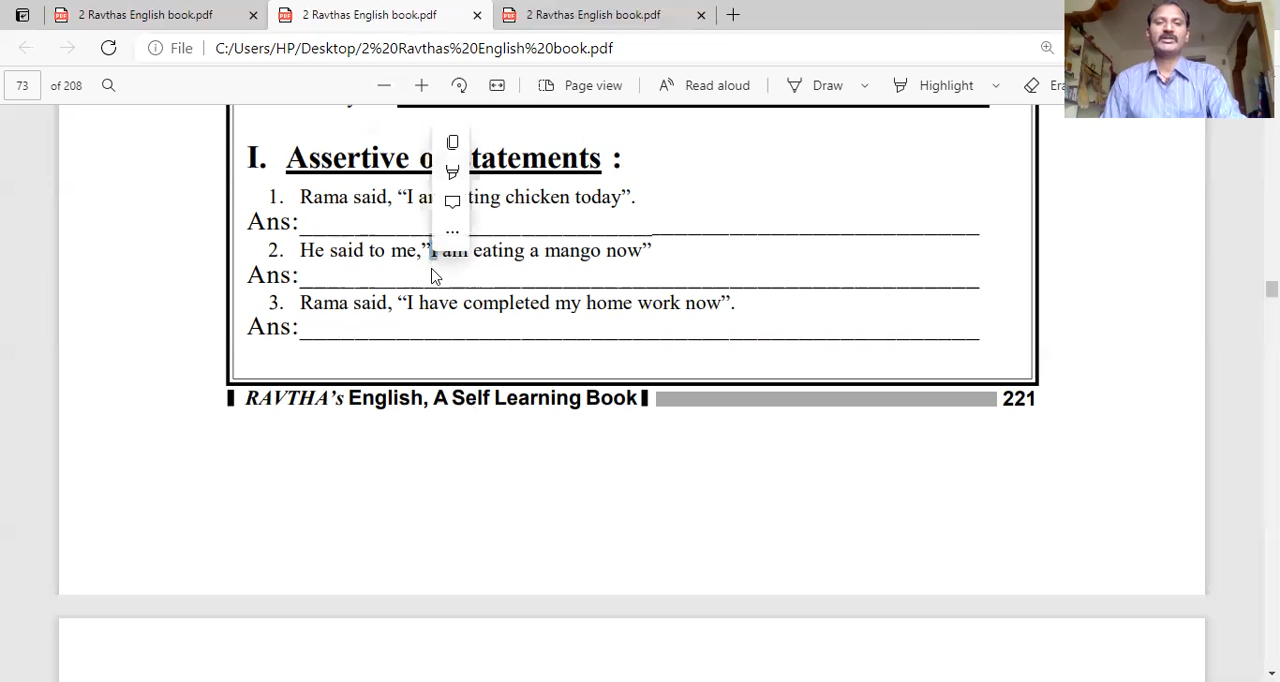 2 Ravthas English book.pdf
2 Ravthas English book.pdf
2 Ravthas English book.pdf
File
C:/Users/HP/Desktop/2%20Ravthas%20English%20book.pdf
73
of 208
Page view
Read aloud
Draw
Highlight
I. Assertive statements :
1. Rama said, “I chicken today”.
Ans:
2. He said to me,”I am eating a mango now”
Ans:
3. Rama said, “I have completed my home work now”.
Ans:
RAVTHA’s English, A Self Learning Book
221